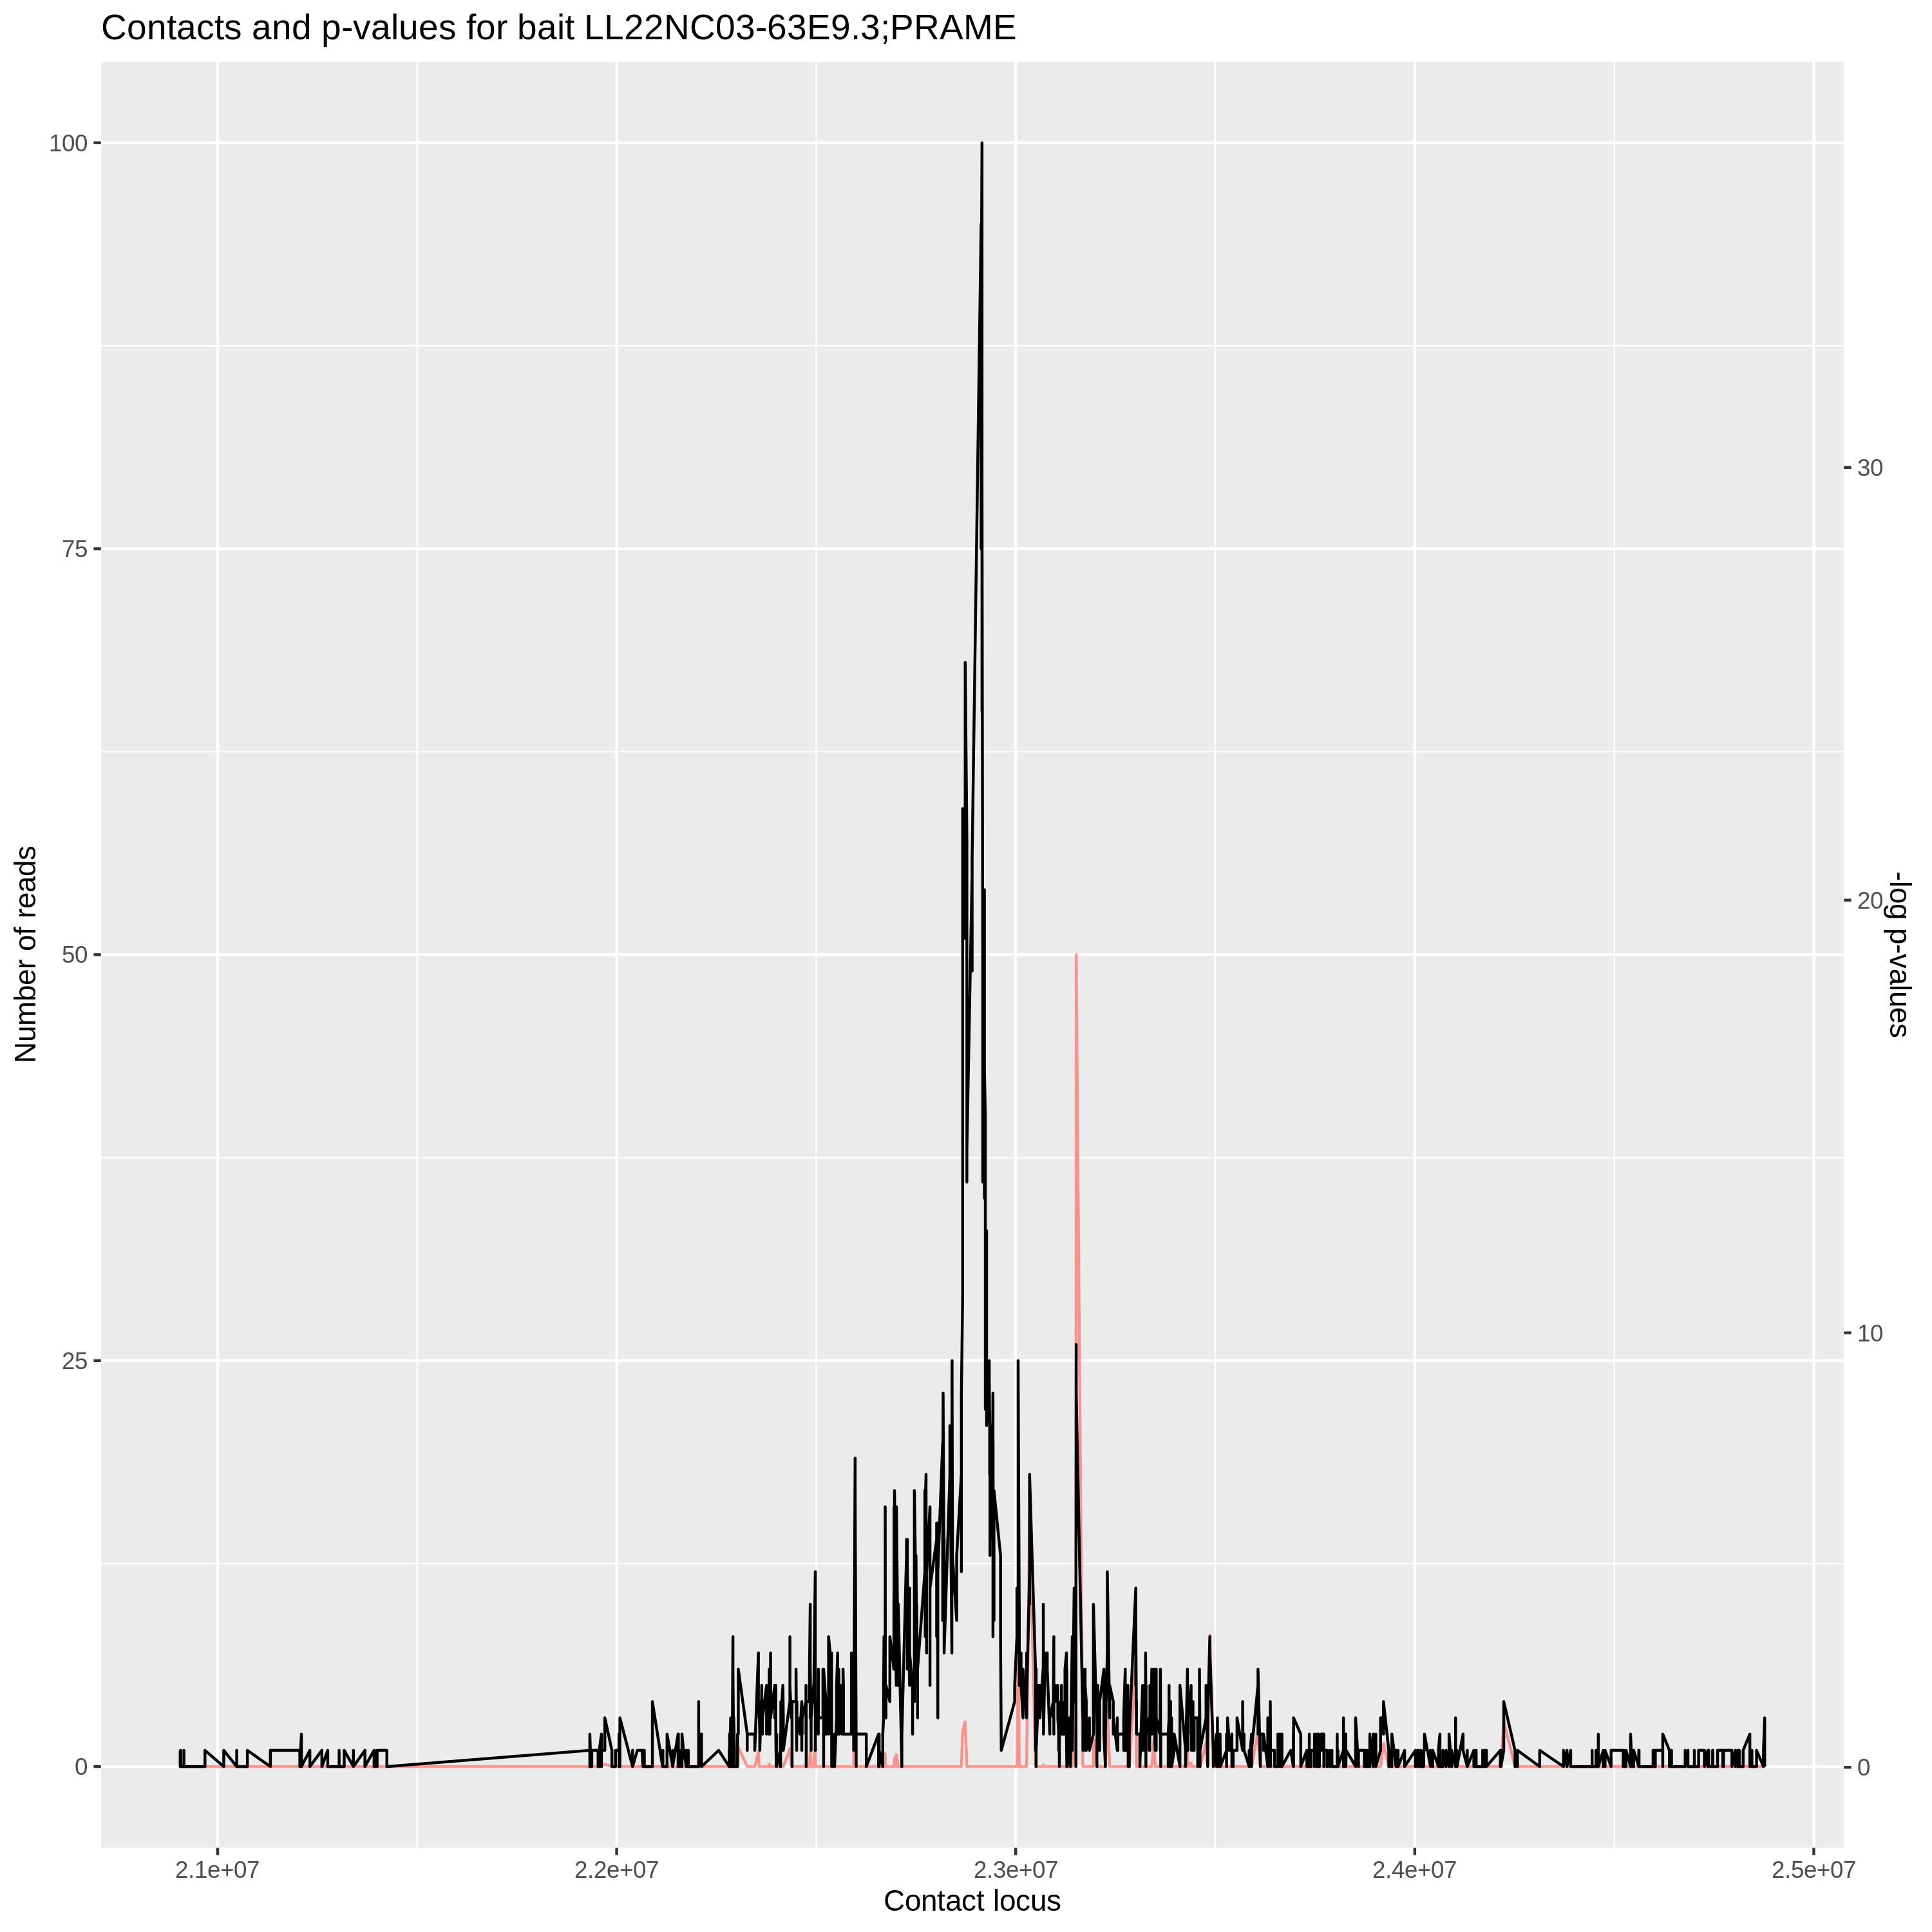 Contacts and p-values for bait LL22NC03-63E9.3;PRAME
100
75
50
25
0
Number of reads
30
20
10
0
-log p-values
2.1e+07
2.2e+07
2.3e+07
2.4e+07
2.5e+07
Contact locus